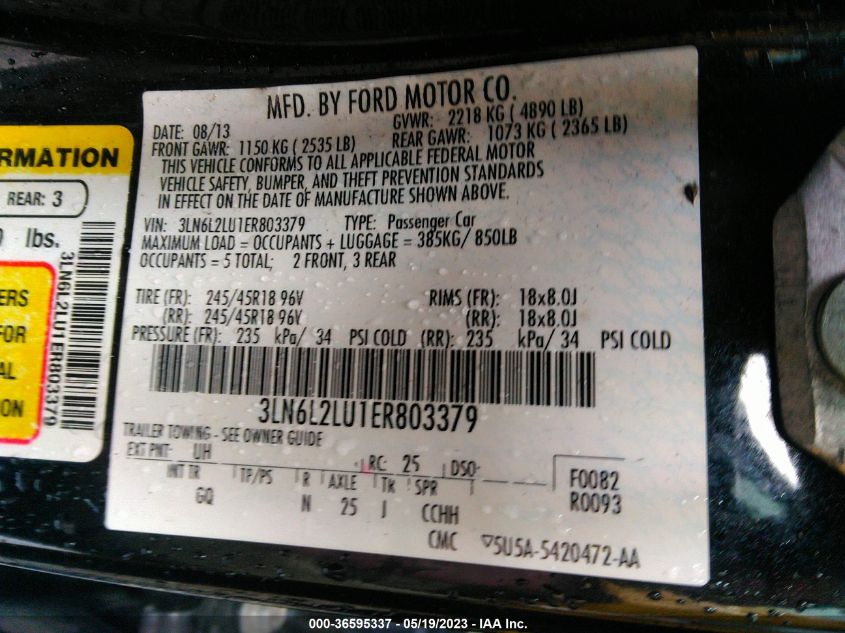 MFD. BY FORD MOTOR CO.
DATE: 08/13 GVWR: 2218 KG ( 4890 LB)
FRONT GAWR: 1150 KG ( 2535 LB) REAR GAWR: 1073 KG ( 2365 LB)
THIS VEHICLE CONFORMS TO ALL APPLICABLE FEDERAL MOTOR
VEHICLE SAFETY, BUMPER, AND THEFT PREVENTION STANDARDS
IN EFFECT ON THE DATE OF MANUFACTURE SHOWN ABOVE.
VIN: 3LN6L2LU1ER803379 TYPE: Passenger Car
MAXIMUM LOAD = OCCUPANTS + LUGGAGE = 385KG/ 850LB
OCCUPANTS = 5 TOTAL; 2 FRONT, 3 REAR
TIRE (FR): 245/45R18 96V RIMS (FR): 18x8.0J
(RR): 245/45R18 96V (RR): 18x8.0J
PRESSURE (FR): 235 kPa/ 34 PSI COLD (RR): 235 kPa/ 34 PSI COLD
3LN6L2LU1ER803379
TRAILER TOWING - SEE OWNER GUIDE
EXT PNT: UH RC: 25 DSO:
INT TR TP/PS R AXLE TR SPR F0082
GQ N 25 J CCHH R0093
CMC 5U5A-5420472-AA
RMATION
REAR: 3
0 lbs.
ERS
FOR
AL
ION
3LN6L2LU1ER803379
000-36595337 - 05/19/2023 - IAA Inc.